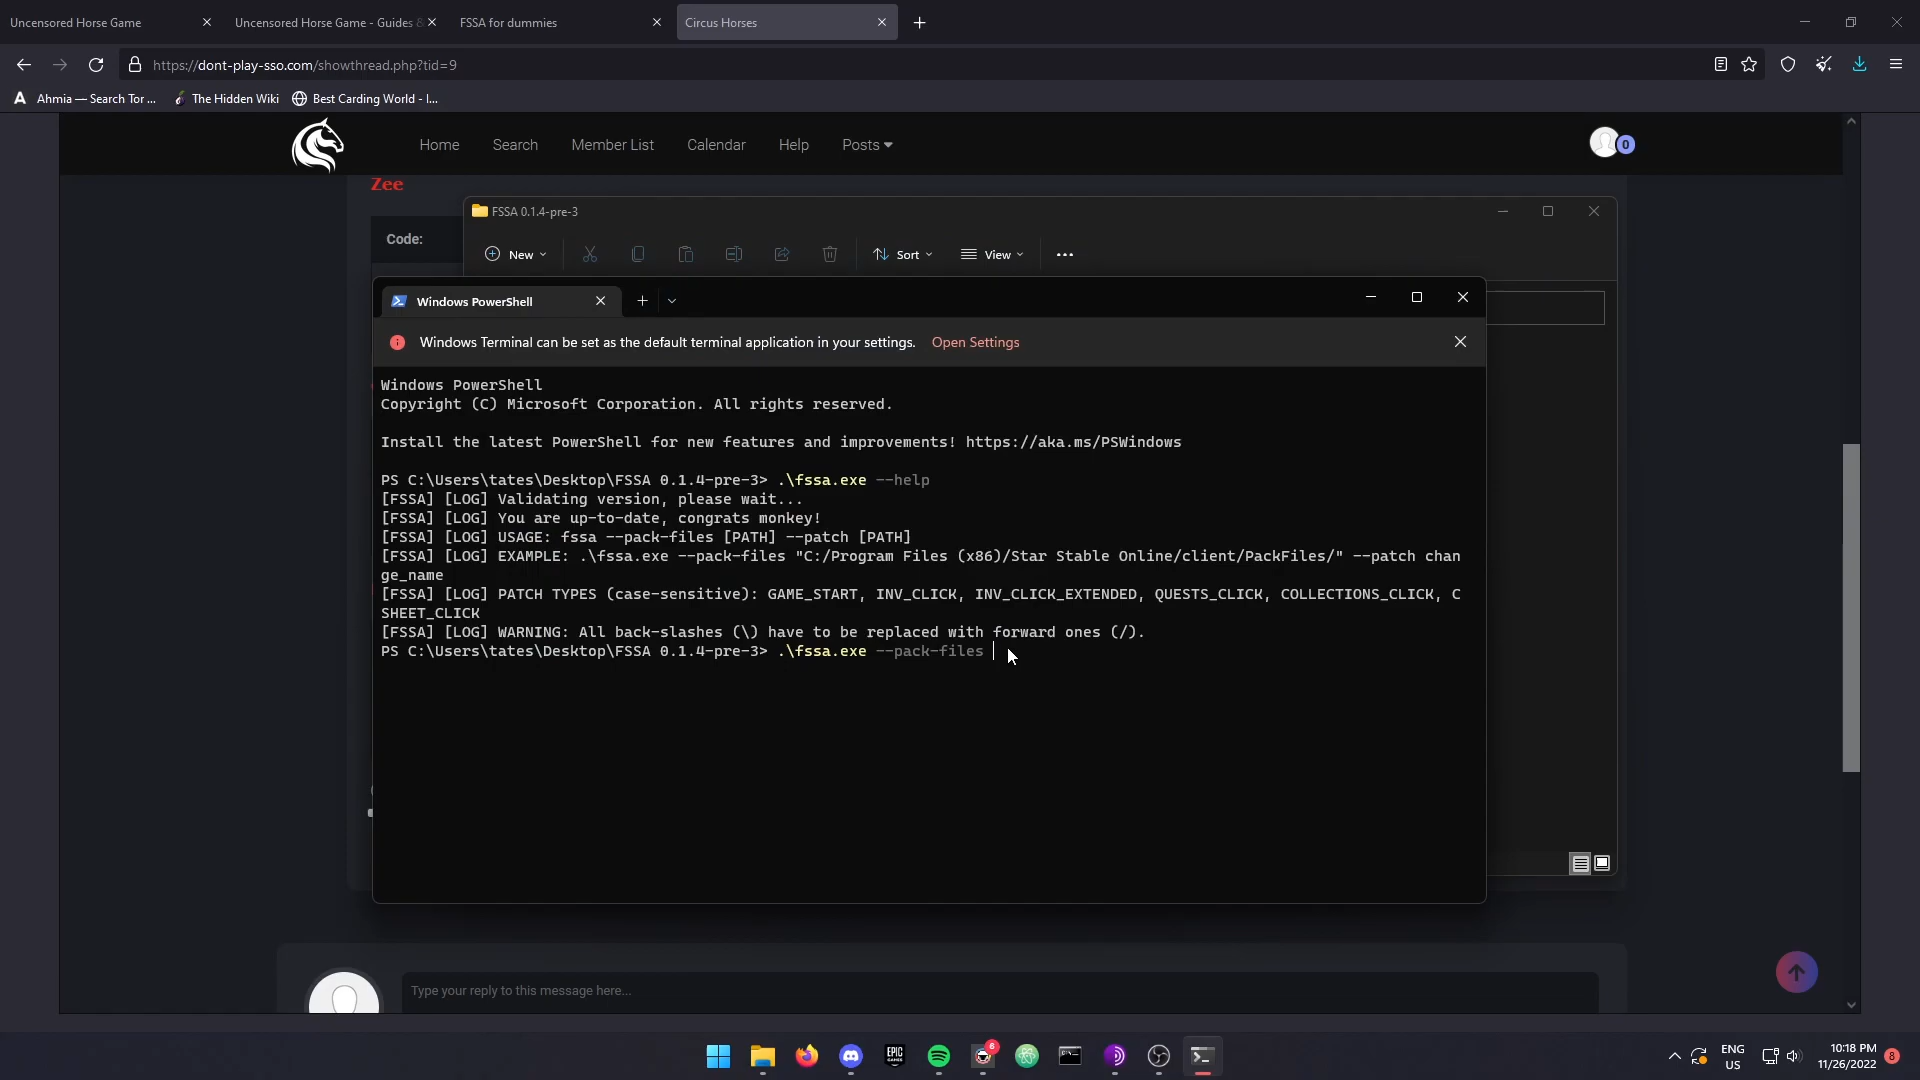 Uncensored Horse Game
Uncensored Horse Game - Guides &
FSSA for dummies
Circus Horses
https://dont-play-sso.com/showthread.php?tid=9
Ahmia — Search Tor ...
The Hidden Wiki
Best Carding World - I...
Home
Search
Member List
Calendar
Help
Posts
0
Zee
FSSA 0.1.4-pre-3
Code:
New
Sort
View
Windows PowerShell
Windows Terminal can be set as the default terminal application in your settings.
Open Settings
Windows PowerShell
Copyright (C) Microsoft Corporation. All rights reserved.
Install the latest PowerShell for new features and improvements! https://aka.ms/PSWindows
PS C:\Users\tates\Desktop\FSSA 0.1.4-pre-3> .\fssa.exe --help
[FSSA] [LOG] Validating version, please wait...
[FSSA] [LOG] You are up-to-date, congrats monkey!
[FSSA] [LOG] USAGE: fssa --pack-files [PATH] --patch [PATH]
[FSSA] [LOG] EXAMPLE: .\fssa.exe --pack-files "C:/Program Files (x86)/Star Stable Online/client/PackFiles/" --patch chan
ge_name
[FSSA] [LOG] PATCH TYPES (case-sensitive): GAME_START, INV_CLICK, INV_CLICK_EXTENDED, QUESTS_CLICK, COLLECTIONS_CLICK, C
SHEET_CLICK
[FSSA] [LOG] WARNING: All back-slashes (\) have to be replaced with forward ones (/).
PS C:\Users\tates\Desktop\FSSA 0.1.4-pre-3> .\fssa.exe --pack-files
Type your reply to this message here...
EPIC
GAMES
6
ENG
US
10:18 PM
11/26/2022
8